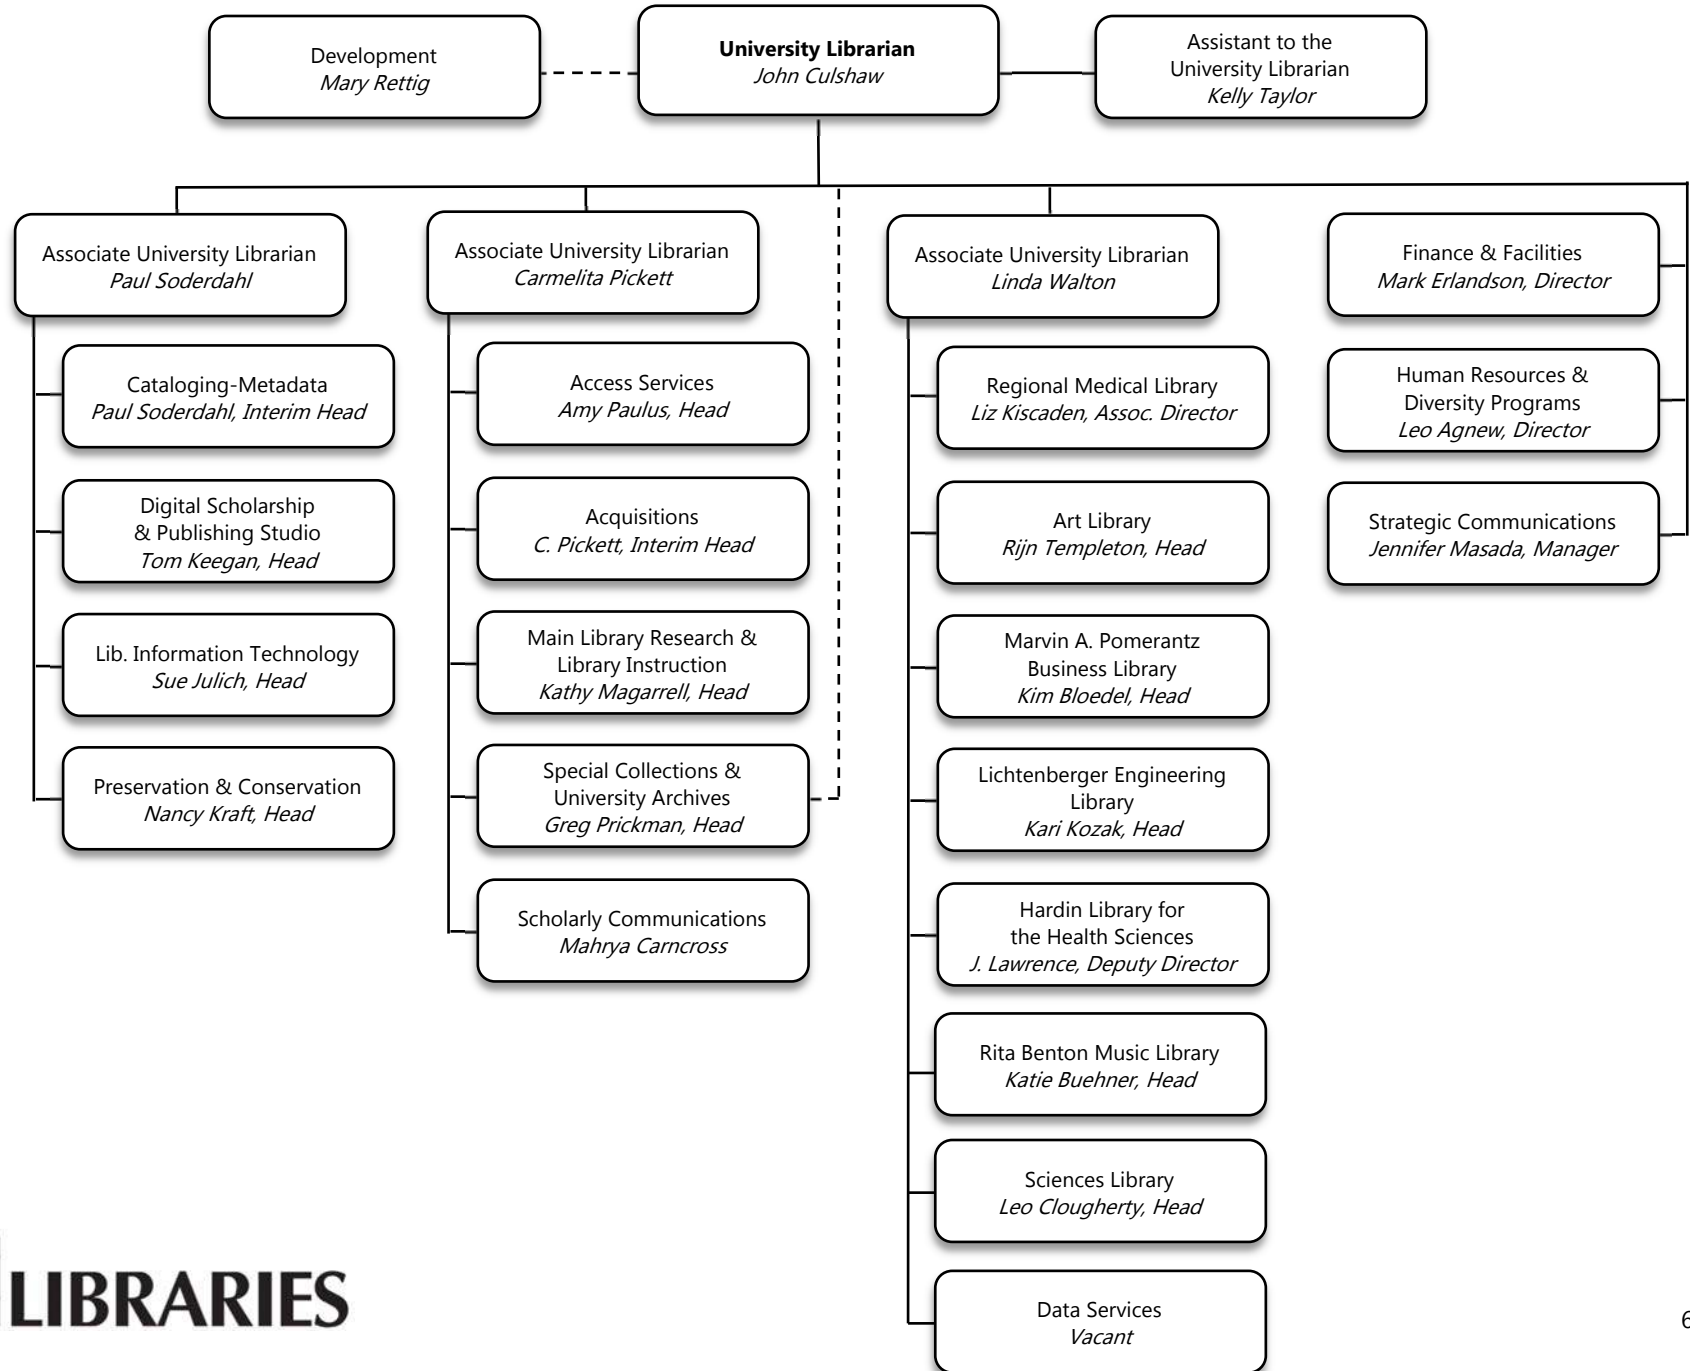 Development
Mary Rettig
University Librarian
John Culshaw
Assistant to the
University Librarian
Kelly Taylor
Associate University Librarian
Paul Soderdahl
Cataloging-Metadata
Paul Soderdahl, Interim Head
Digital Scholarship
& Publishing Studio
Tom Keegan, Head
Lib. Information Technology
Sue Julich, Head
Preservation & Conservation
Nancy Kraft, Head
Associate University Librarian
Carmelita Pickett
Access Services
Amy Paulus, Head
Acquisitions
C. Pickett, Interim Head
Main Library Research &
Library Instruction
Kathy Magarrell, Head
Special Collections &
University Archives
Greg Prickman, Head
Scholarly Communications
Mahrya Carncross
Associate University Librarian
Linda Walton
Regional Medical Library
Liz Kiscaden, Assoc. Director
Art Library
Rijn Templeton, Head
Marvin A. Pomerantz
Business Library
Kim Bloedel, Head
Lichtenberger Engineering
Library
Kari Kozak, Head
Hardin Library for
the Health Sciences
J. Lawrence, Deputy Director
Rita Benton Music Library
Katie Buehner, Head
Sciences Library
Leo Clougherty, Head
Data Services
Vacant
Finance & Facilities
Mark Erlandson, Director
Human Resources &
Diversity Programs
Leo Agnew, Director
Strategic Communications
Jennifer Masada, Manager
LIBRARIES